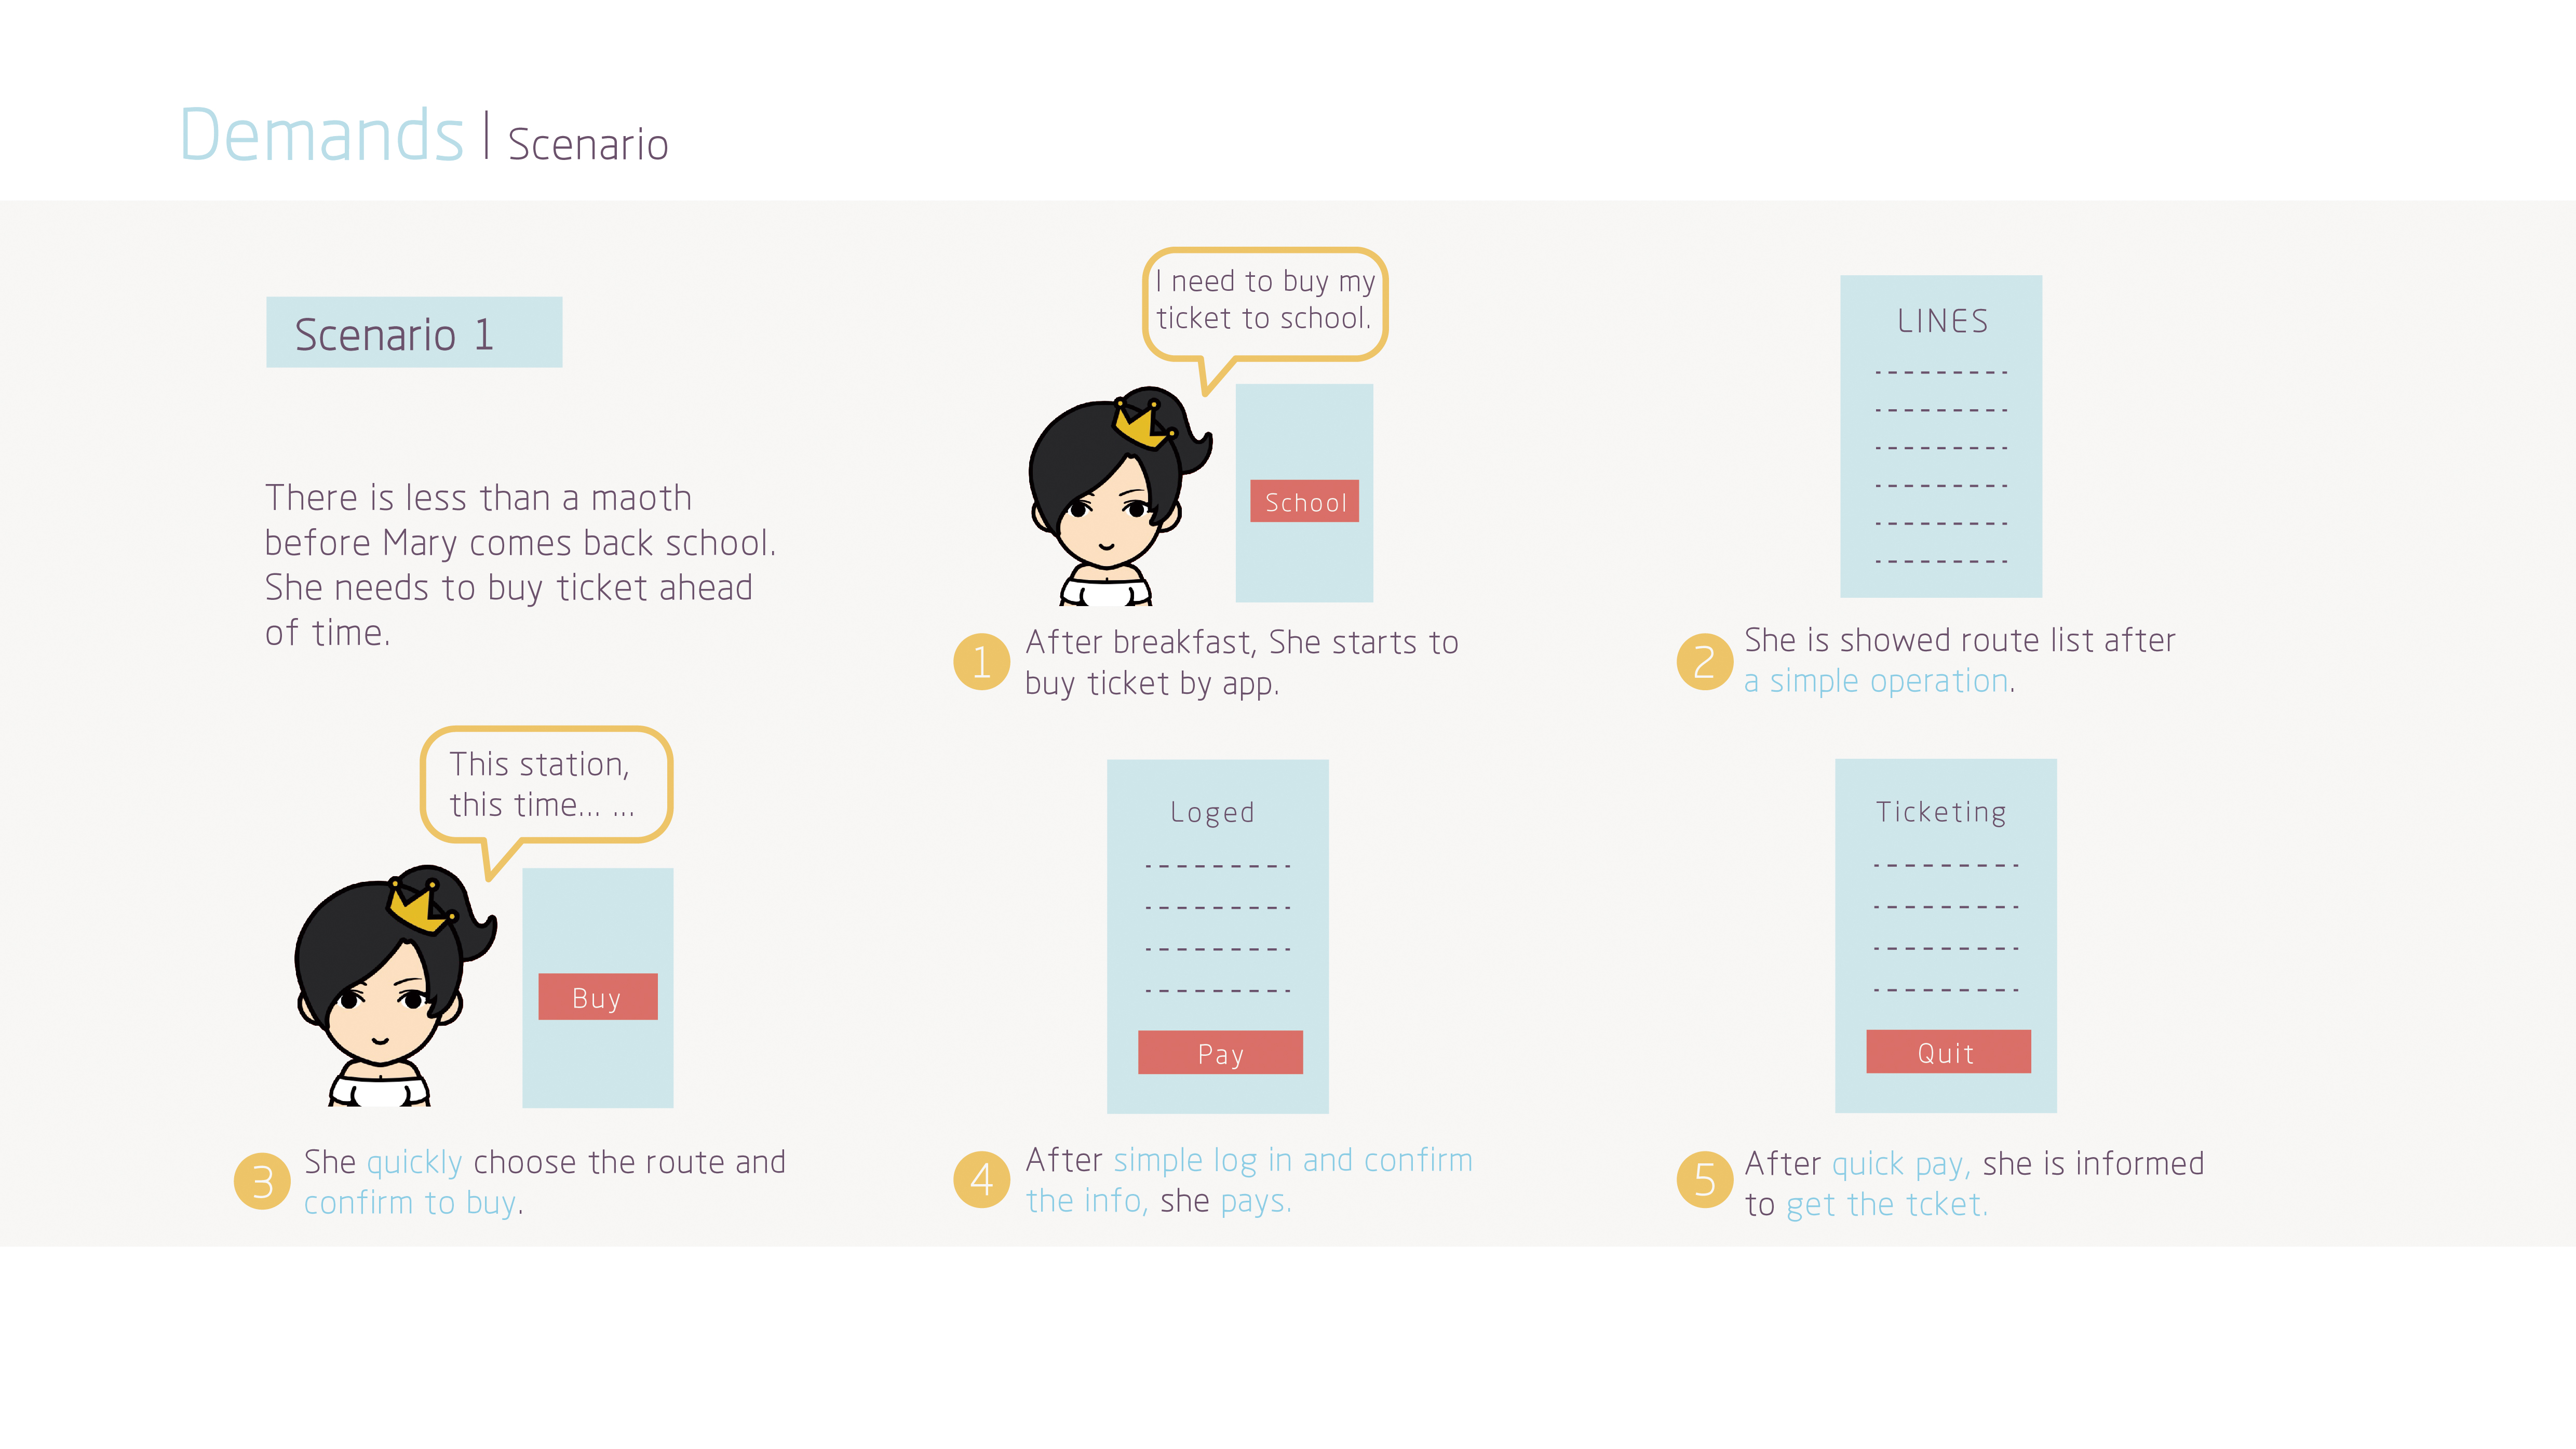 Demands | Scenario
Scenario 1
There is less than a maoth
before Mary comes back school.
She needs to buy ticket ahead
of time.
I need to buy my
ticket to school.
School
1
After breakfast, She starts to
buy ticket by app.
LINES
2
She is showed route list after
a simple operation.
This station,
this time... ...
Buy
3
She quickly choose the route and
confirm to buy.
Loged
Pay
4
After simple log in and confirm
the info, she pays.
Ticketing
Quit
5
After quick pay, she is informed
to get the tcket.